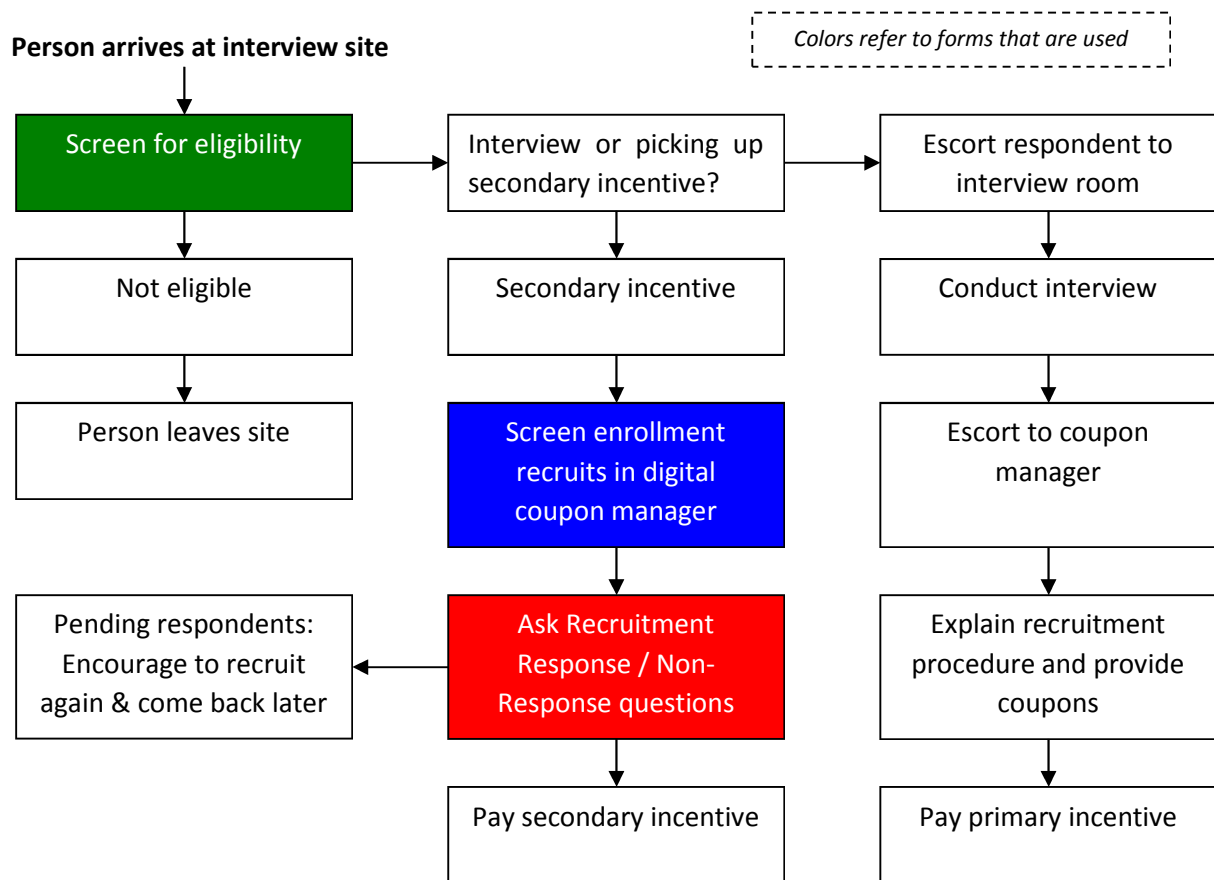 Person arrives at interview site
Colors refer to forms that are used
Screen for eligibility
Interview or picking up
secondary incentive?
Escort respondent to
interview room
Not eligible
Secondary incentive
Conduct interview
Person leaves site
Screen enrollment
recruits in digital
coupon manager
Escort to coupon
manager
Pending respondents:
Encourage to recruit
again & come back later
Ask Recruitment
Response / Non-
Response questions
Explain recruitment
procedure and provide
coupons
Pay secondary incentive
Pay primary incentive